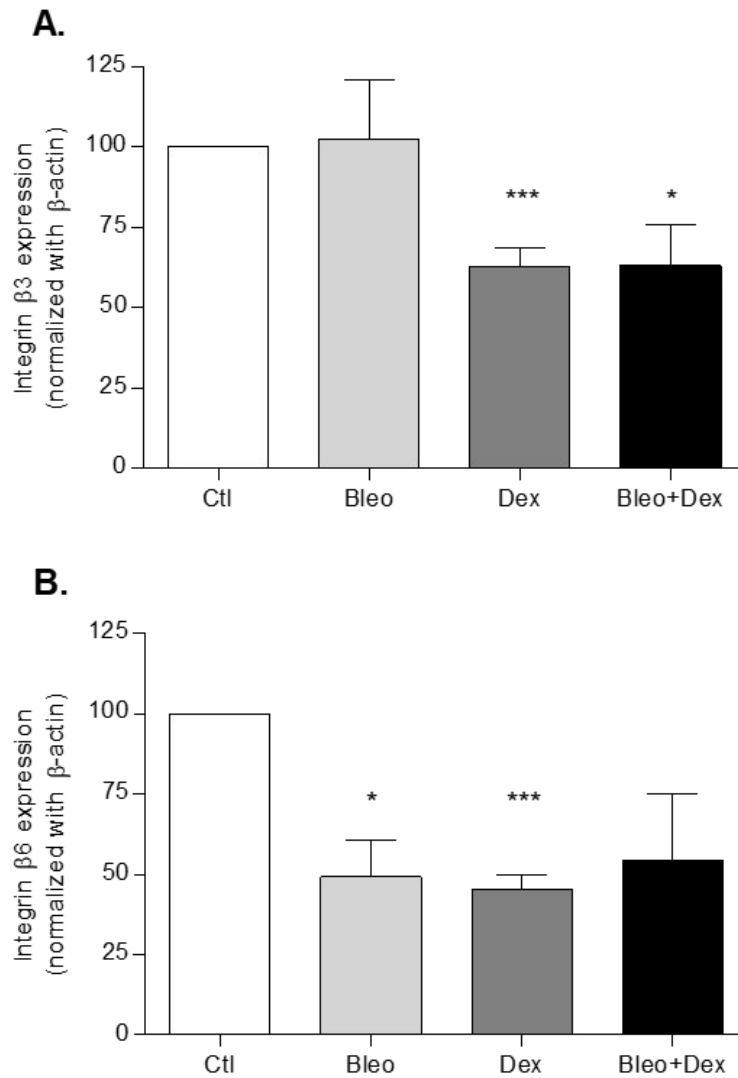 A.
Integrin β3 expression
(normalized with β-actin)
125
100
75
50
25
0
***
*
Ctl
Bleo
Dex
Bleo+Dex
B.
Integrin β6 expression
(normalized with β-actin)
125
100
75
50
25
0
*
***
Ctl
Bleo
Dex
Bleo+Dex